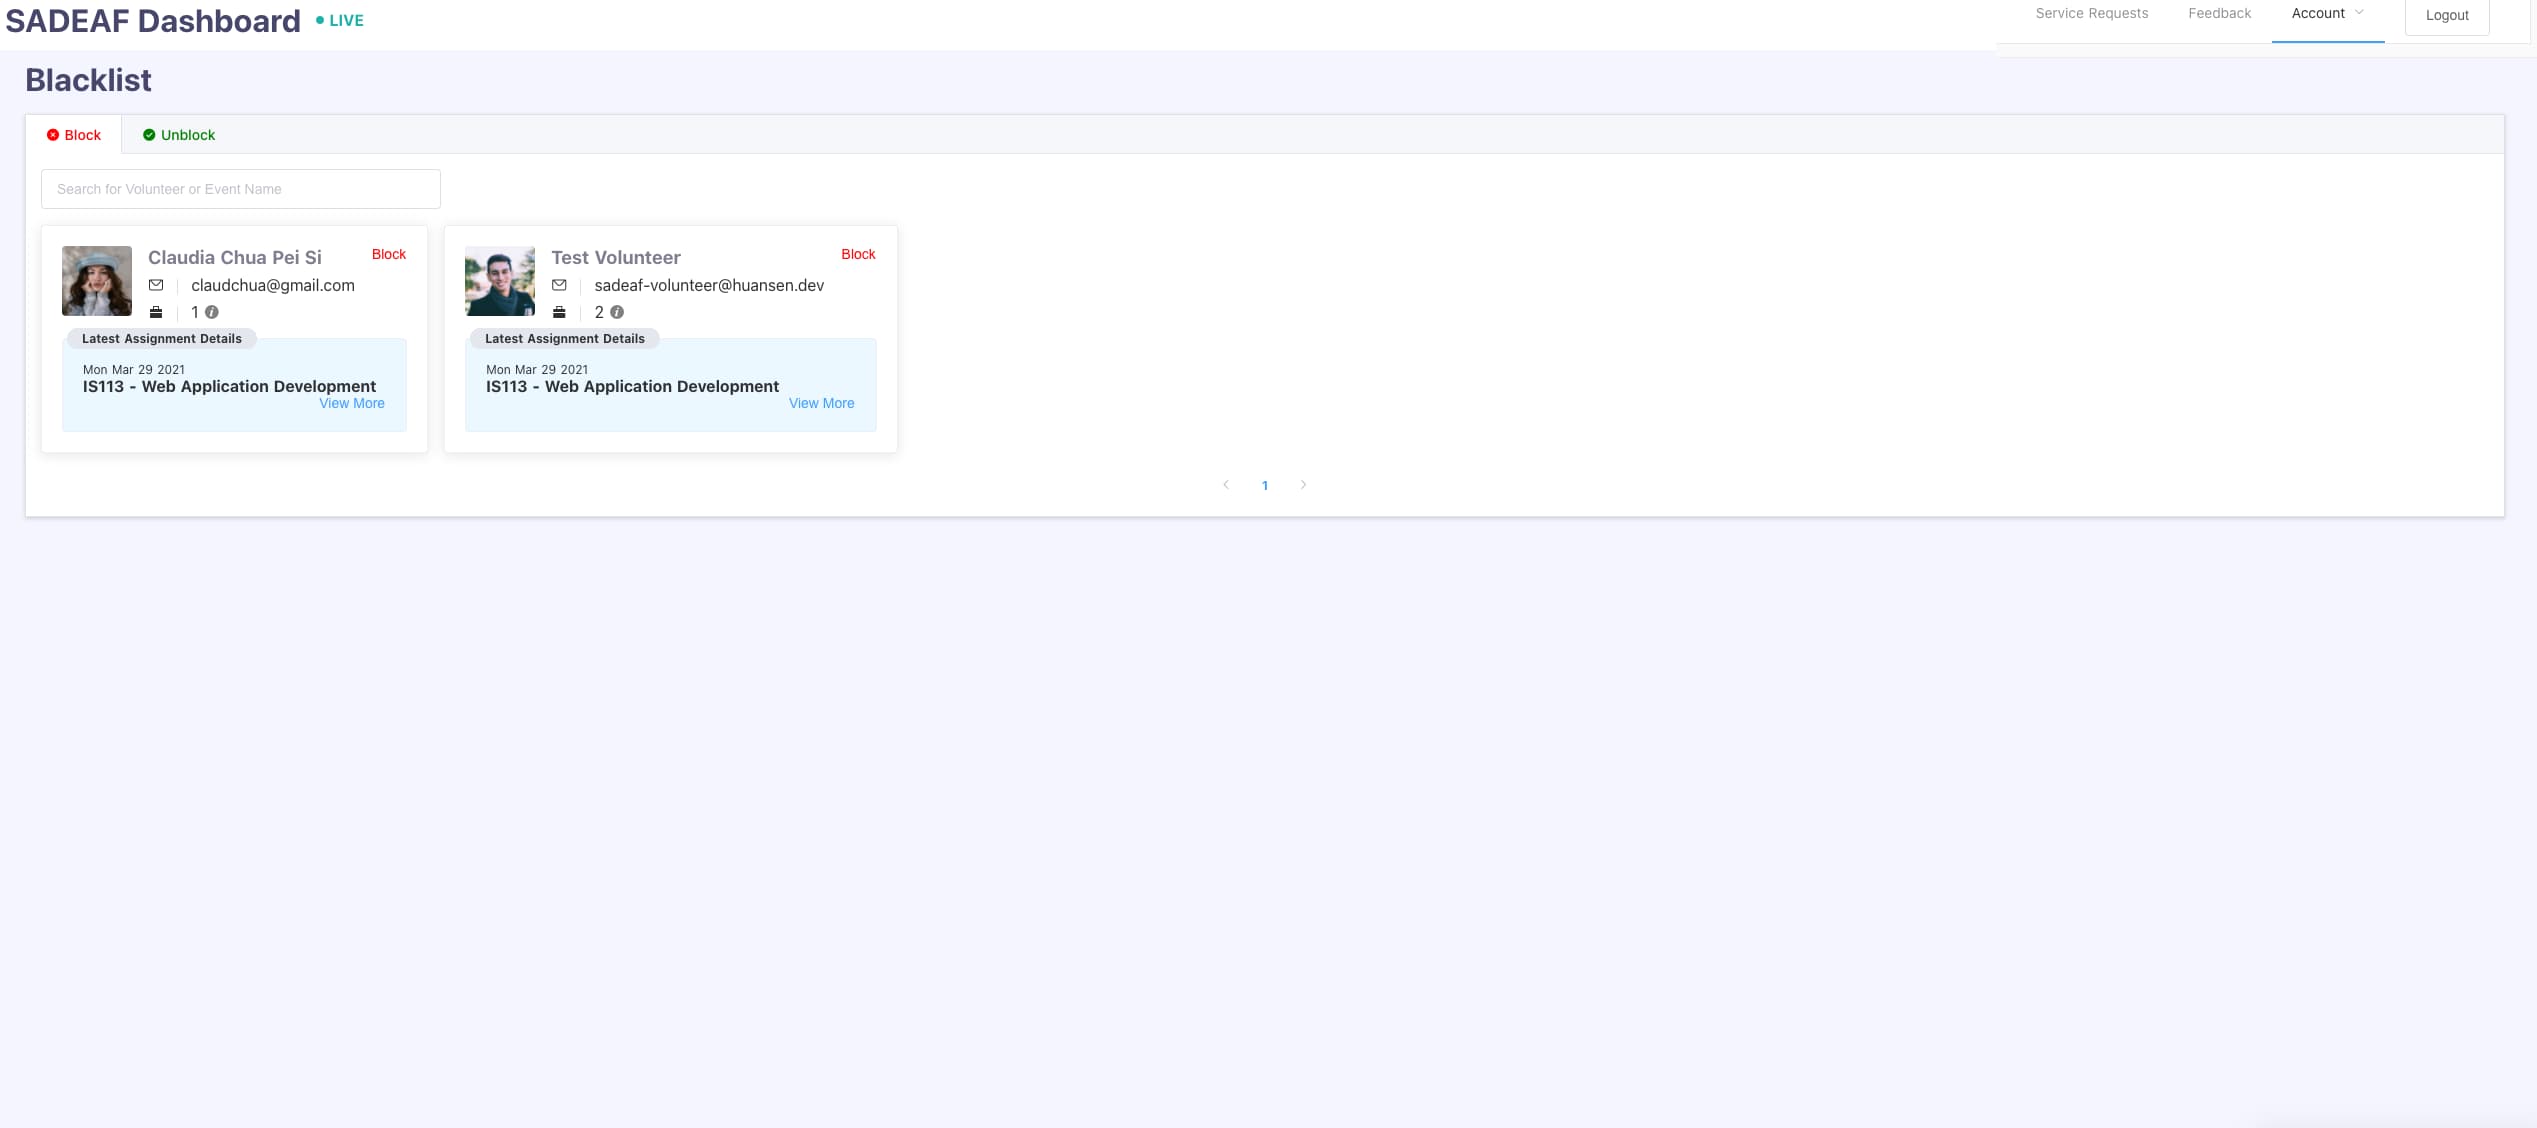 SADEAF Dashboard
LIVE
Service Requests
Feedback
Account
Logout
Blacklist
Block
Unblock
Search for Volunteer or Event Name
Claudia Chua Pei Si
Block
claudchua@gmail.com
1
Latest Assignment Details
Mon Mar 29 2021
IS113 - Web Application Development
View More
Test Volunteer
Block
sadeaf-volunteer@huansen.dev
2
Latest Assignment Details
Mon Mar 29 2021
IS113 - Web Application Development
View More
1